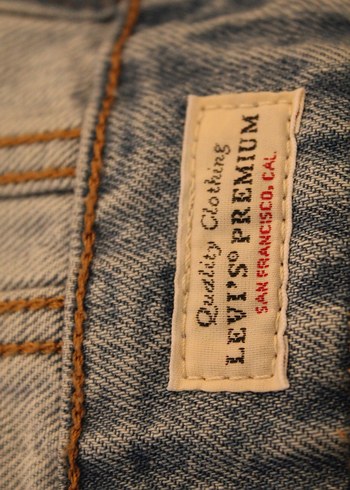 Quality Clothing
LEVI'S® PREMIUM
SAN FRANCISCO, CAL.